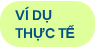 VÍ DỤ
THỰC TẾ